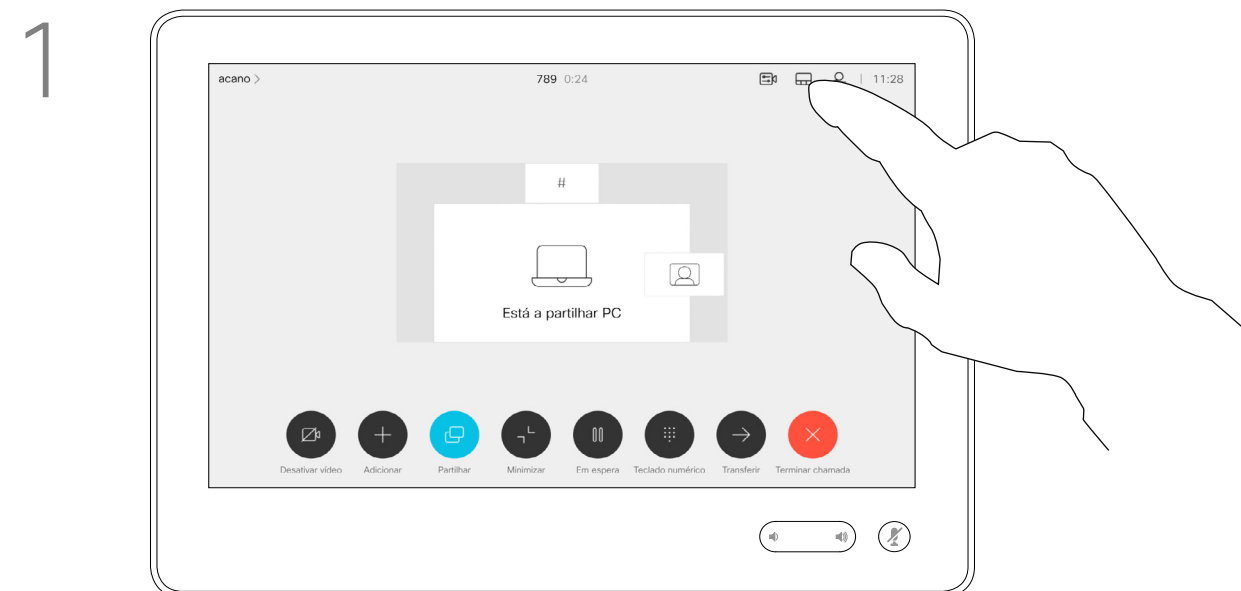 1
acano >
789 0:24
11:28
#
Está a partilhar PC
Desativar vídeo Adicionar Partilhar Minimizar Em espera Teclado numérico Transferir Terminar chamada